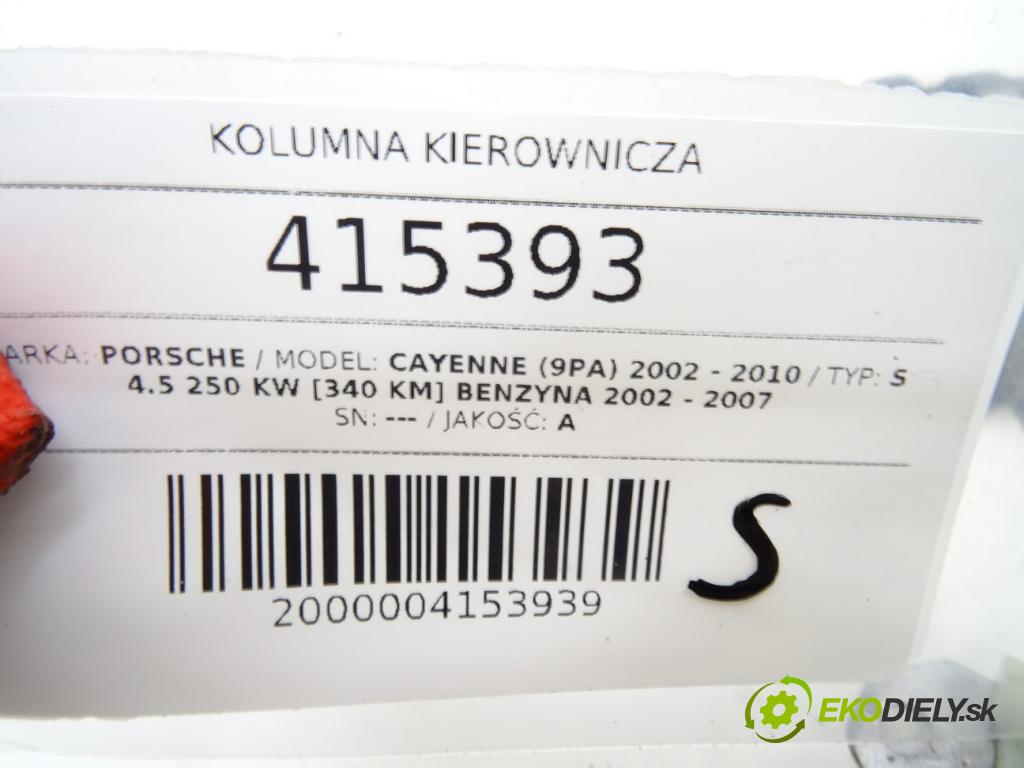 KOLUMNA KIEROWNICZA
415393
ARKA: PORSCHE / MODEL: CAYENNE (9PA) 2002 - 2010 / TYP: S
4.5 250 KW [340 KM] BENZYNA 2002 - 2007
SN: --- / JAKOŚĆ: A
S
2000004153939
EKODIELY.sk